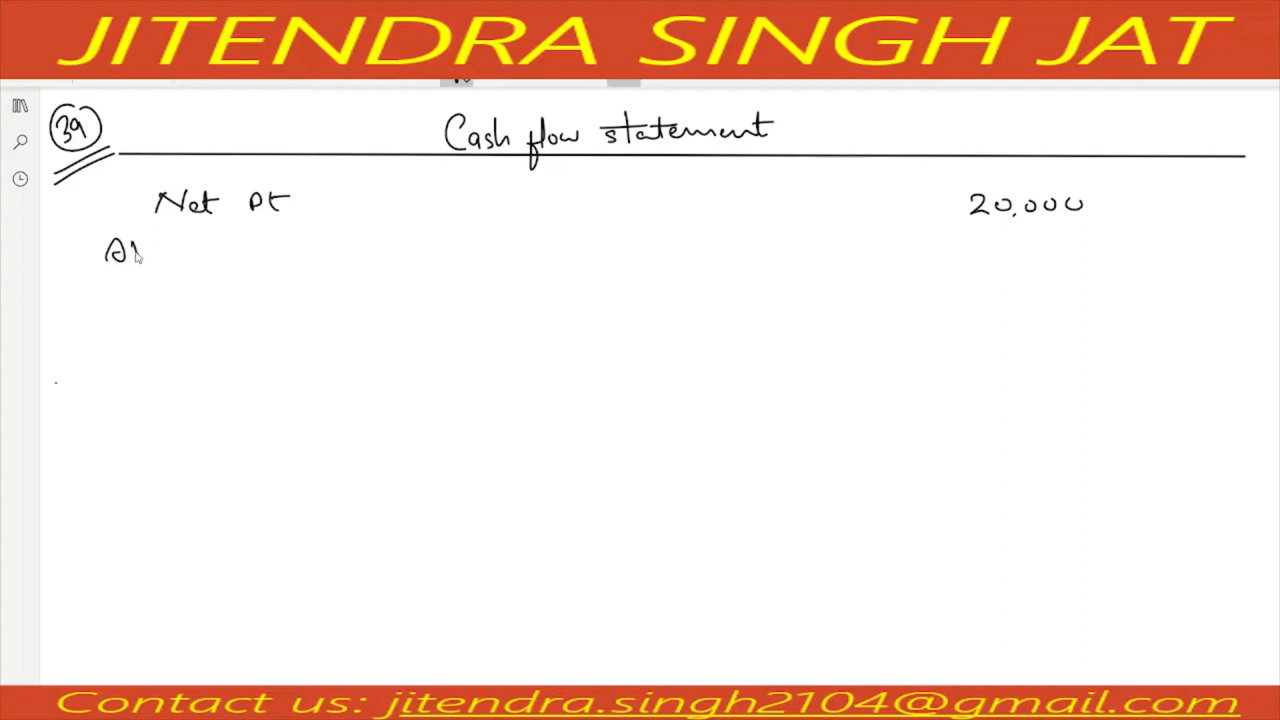 JITENDRA SINGH JAT
39
Cash flow statement
Net Pt 20,000
Contact us: jitendra.singh2104@gmail.com